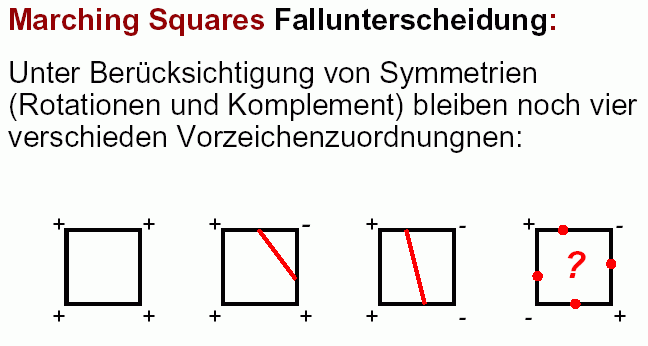 Marching Squares Fallunterscheidung:
Unter Berücksichtigung von Symmetrien
(Rotationen und Komplement) bleiben noch vier
verschieden Vorzeichenzuordnungnen:
+ + + - + - + -
?
+ + + + + - - +